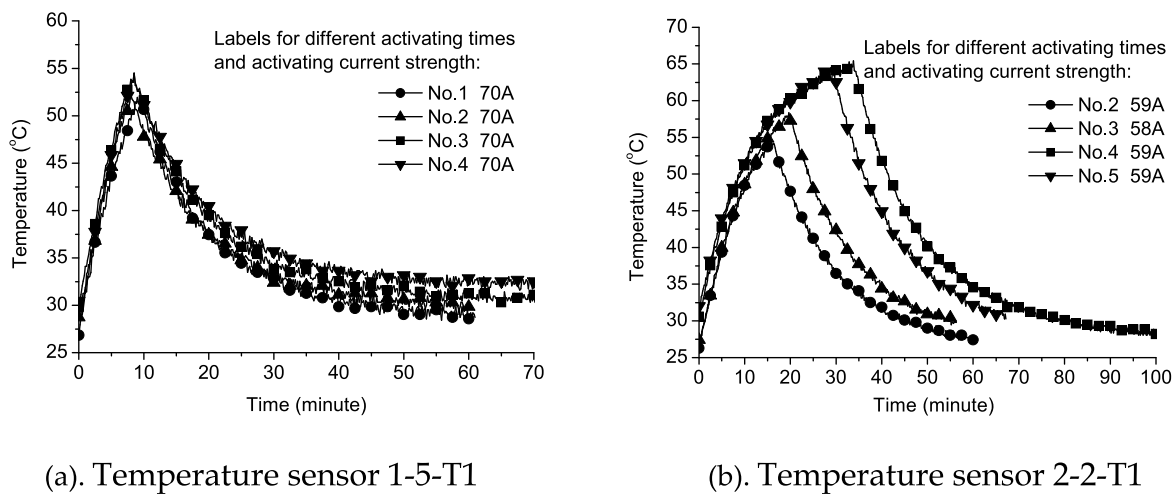 60
55
50
45
40
35
30
25
Temperature (°C)
Labels for different activating times
and activating current strength:
No.1 70A
No.2 70A
No.3 70A
No.4 70A
0 10 20 30 40 50 60 70
Time (minute)
(a). Temperature sensor 1-5-T1
70
65
60
55
50
45
40
35
30
25
Temperature (°C)
Labels for different activating times
and activating current strength:
No.2 59A
No.3 58A
No.4 59A
No.5 59A
0 10 20 30 40 50 60 70 80 90 100
Time (minute)
(b). Temperature sensor 2-2-T1